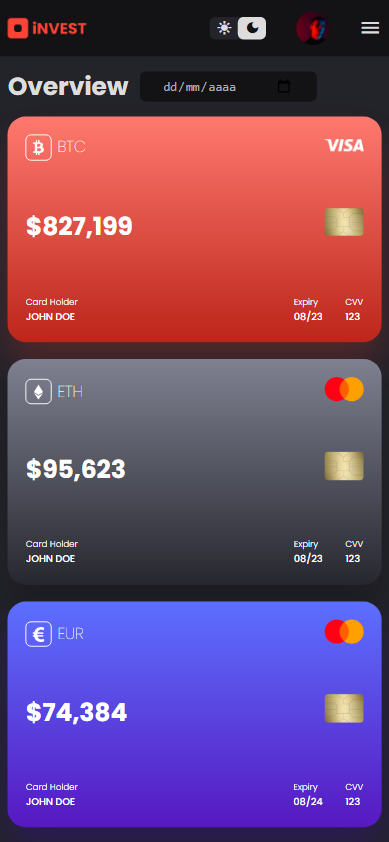 iNVEST
Overview dd/mm/aaaa
BTC VISA
$827,199
Card Holder Expiry CVV
JOHN DOE 08/23 123
ETH
$95,623
Card Holder Expiry CVV
JOHN DOE 08/23 123
€ EUR
$74,384
Card Holder Expiry CVV
JOHN DOE 08/24 123